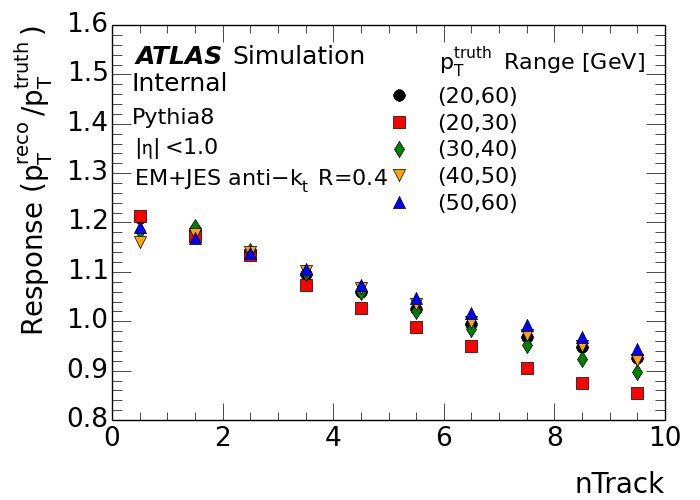 1.6
1.5
1.4
1.3
1.2
1.1
1.0
0.9
0.8
Response (p_T^reco /p_T^truth )
ATLAS Simulation
Internal
Pythia8
|η| <1.0
EM+JES anti−k_t R=0.4
p_T^truth Range [GeV]
(20,60)
(20,30)
(30,40)
(40,50)
(50,60)
0 2 4 6 8 10
nTrack